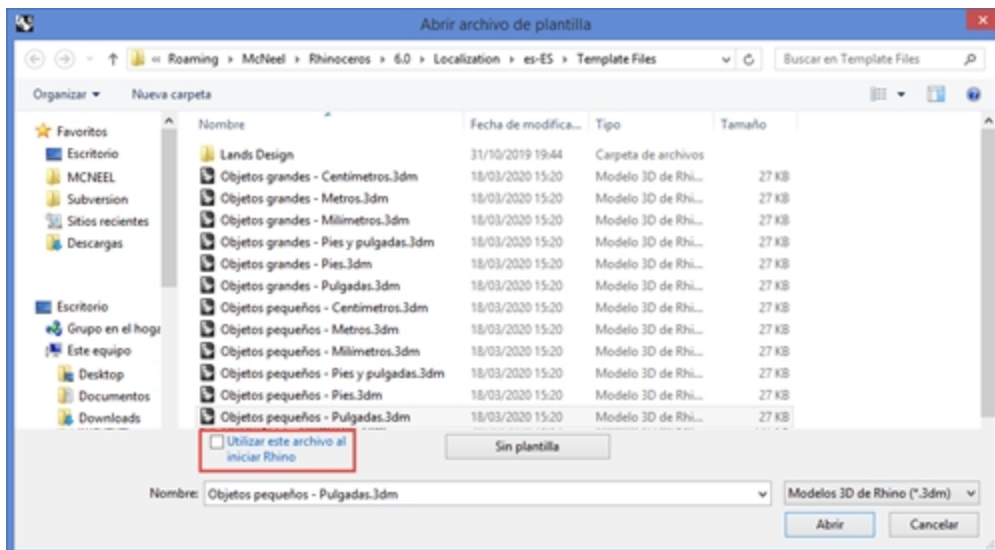 Abrir archivo de plantilla
« Roaming › McNeel › Rhinoceros › 6.0 › Localization › es-ES › Template Files
Buscar en Template Files
Organizar
Nueva carpeta
Favoritos
Escritorio
MCNEEL
Subversion
Sitios recientes
Descargas
Escritorio
Grupo en el hoga
Este equipo
Desktop
Documentos
Downloads
Nombre Fecha de modifica... Tipo Tamaño
Lands Design 31/10/2019 19:44 Carpeta de archivos
Objetos grandes - Centímetros.3dm 18/03/2020 15:20 Modelo 3D de Rhi... 27 KB
Objetos grandes - Metros.3dm 18/03/2020 15:20 Modelo 3D de Rhi... 27 KB
Objetos grandes - Milímetros.3dm 18/03/2020 15:20 Modelo 3D de Rhi... 27 KB
Objetos grandes - Pies y pulgadas.3dm 18/03/2020 15:20 Modelo 3D de Rhi... 27 KB
Objetos grandes - Pies.3dm 18/03/2020 15:20 Modelo 3D de Rhi... 27 KB
Objetos grandes - Pulgadas.3dm 18/03/2020 15:20 Modelo 3D de Rhi... 27 KB
Objetos pequeños - Centímetros.3dm 18/03/2020 15:20 Modelo 3D de Rhi... 27 KB
Objetos pequeños - Metros.3dm 18/03/2020 15:20 Modelo 3D de Rhi... 27 KB
Objetos pequeños - Milímetros.3dm 18/03/2020 15:20 Modelo 3D de Rhi... 27 KB
Objetos pequeños - Pies y pulgadas.3dm 18/03/2020 15:20 Modelo 3D de Rhi... 27 KB
Objetos pequeños - Pies.3dm 18/03/2020 15:20 Modelo 3D de Rhi... 27 KB
Objetos pequeños - Pulgadas.3dm 18/03/2020 15:20 Modelo 3D de Rhi... 27 KB
Utilizar este archivo al
iniciar Rhino
Sin plantilla
Nombre: Objetos pequeños - Pulgadas.3dm
Modelos 3D de Rhino (*.3dm)
Abrir
Cancelar